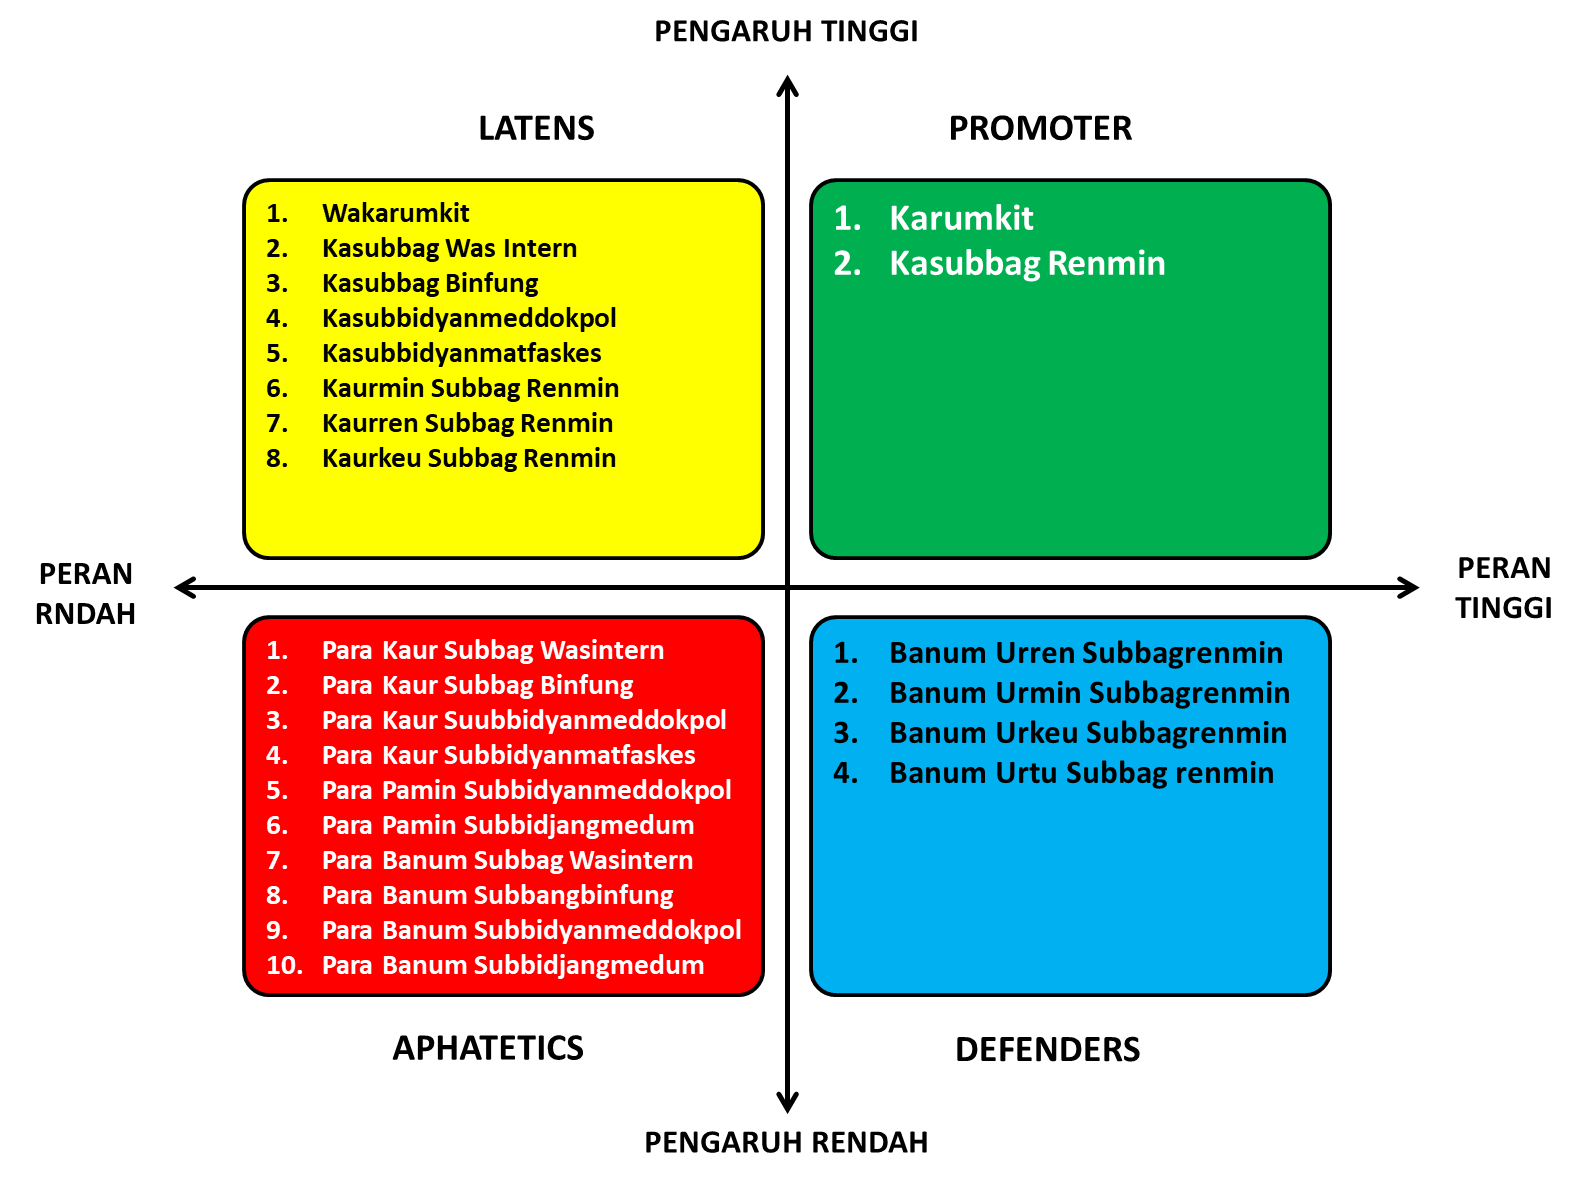 PENGARUH TINGGI
LATENS
PROMOTER
1. Wakarumkit
2. Kasubbag Was Intern
3. Kasubbag Binfung
4. Kasubbidyanmeddokpol
5. Kasubbidyanmatfaskes
6. Kaurmin Subbag Renmin
7. Kaurren Subbag Renmin
8. Kaurkeu Subbag Renmin
1. Karumkit
2. Kasubbag Renmin
PERAN
RNDAH
PERAN
TINGGI
1. Para Kaur Subbag Wasintern
2. Para Kaur Subbag Binfung
3. Para Kaur Suubbidyanmeddokpol
4. Para Kaur Subbidyanmatfaskes
5. Para Pamin Subbidyanmeddokpol
6. Para Pamin Subbidjangmedum
7. Para Banum Subbag Wasintern
8. Para Banum Subbangbinfung
9. Para Banum Subbidyanmeddokpol
10. Para Banum Subbidjangmedum
1. Banum Urren Subbagrenmin
2. Banum Urmin Subbagrenmin
3. Banum Urkeu Subbagrenmin
4. Banum Urtu Subbag renmin
APHATETICS
DEFENDERS
PENGARUH RENDAH